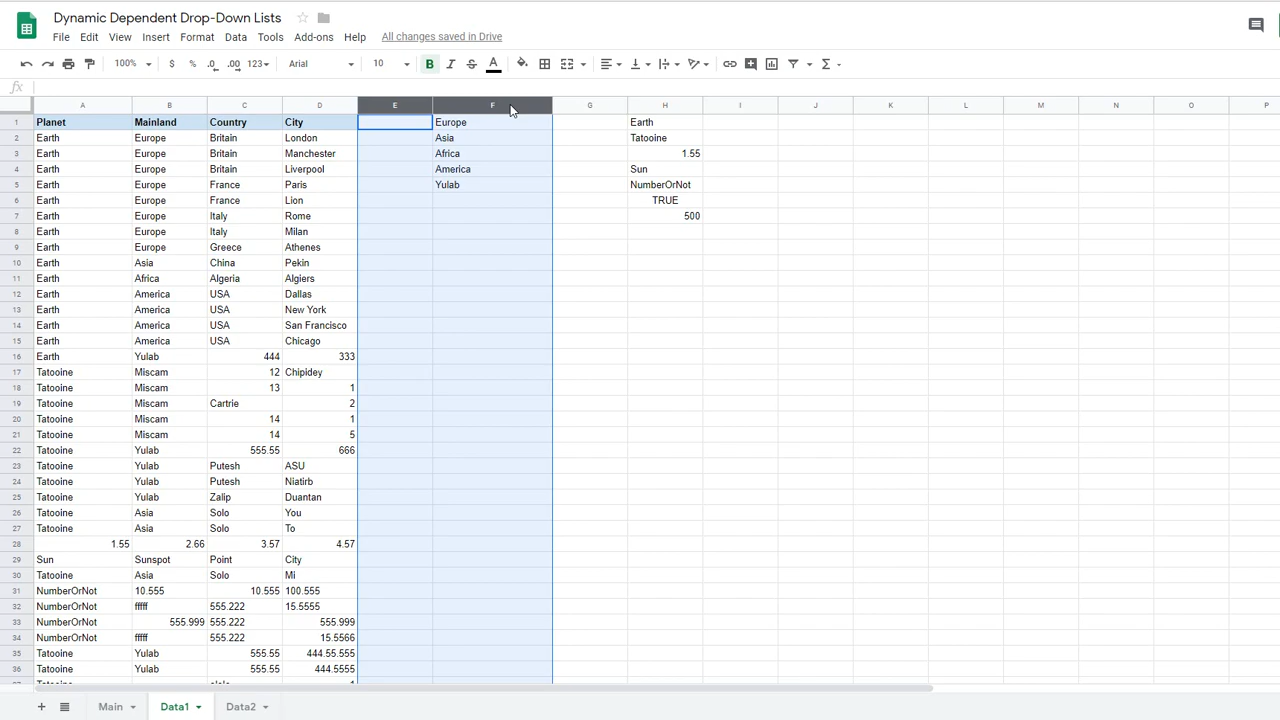 Dynamic Dependent Drop-Down Lists
File Edit View Insert Format Data Tools Add-ons Help All changes saved in Drive
100% $ % .0 .00 123 Arial 10 B I S A Σ
fx
A B C D E F G H I J K L M N O P
1 Planet Mainland Country City Europe Earth
2 Earth Europe Britain London Asia Tatooine
3 Earth Europe Britain Manchester Africa 1.55
4 Earth Europe Britain Liverpool America Sun
5 Earth Europe France Paris Yulab NumberOrNot
6 Earth Europe France Lion TRUE
7 Earth Europe Italy Rome 500
8 Earth Europe Italy Milan
9 Earth Europe Greece Athenes
10 Earth Asia China Pekin
11 Earth Africa Algeria Algiers
12 Earth America USA Dallas
13 Earth America USA New York
14 Earth America USA San Francisco
15 Earth America USA Chicago
16 Earth Yulab 444 333
17 Tatooine Miscam 12 Chipidey
18 Tatooine Miscam 13 1
19 Tatooine Miscam Cartrie 2
20 Tatooine Miscam 14 1
21 Tatooine Miscam 14 5
22 Tatooine Yulab 555.55 666
23 Tatooine Yulab Putesh ASU
24 Tatooine Yulab Putesh Niatirb
25 Tatooine Yulab Zalip Duantan
26 Tatooine Asia Solo You
27 Tatooine Asia Solo To
28 1.55 2.66 3.57 4.57
29 Sun Sunspot Point City
30 Tatooine Asia Solo Mi
31 NumberOrNot 10.555 10.555 100.555
32 NumberOrNot fffff 555.222 15.5555
33 NumberOrNot 555.999 555.222 555.999
34 NumberOrNot fffff 555.222 15.5566
35 Tatooine Yulab 555.55 444.55.555
36 Tatooine Yulab 555.55 444.5555
Main Data1 Data2